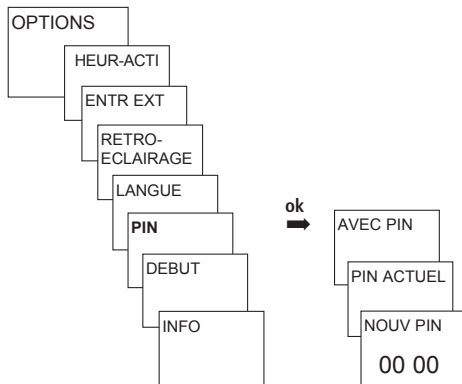 OPTIONS
HEUR-ACTI
ENTR EXT
RETRO-
ECLAIRAGE
LANGUE
PIN
DEBUT
INFO
ok
AVEC PIN
PIN ACTUEL
NOUV PIN
00 00